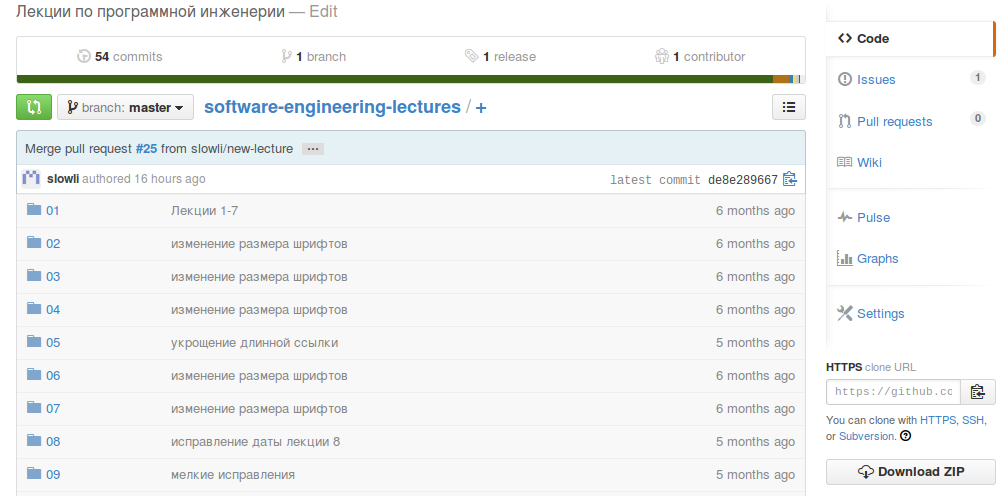 Лекции по программной инженерии — Edit
54 commits 1 branch 1 release 1 contributor
branch: master software-engineering-lectures / +
Merge pull request #25 from slowli/new-lecture ...
slowli authored 16 hours ago latest commit de8e289667
01 Лекции 1-7 6 months ago
02 изменение размера шрифтов 6 months ago
03 изменение размера шрифтов 6 months ago
04 изменение размера шрифтов 6 months ago
05 укрощение длинной ссылки 5 months ago
06 изменение размера шрифтов 6 months ago
07 изменение размера шрифтов 6 months ago
08 исправление даты лекции 8 5 months ago
09 мелкие исправления 5 months ago
Code
Issues 1
Pull requests 0
Wiki
Pulse
Graphs
Settings
HTTPS clone URL
https://github.cc
You can clone with HTTPS, SSH,
or Subversion.
Download ZIP